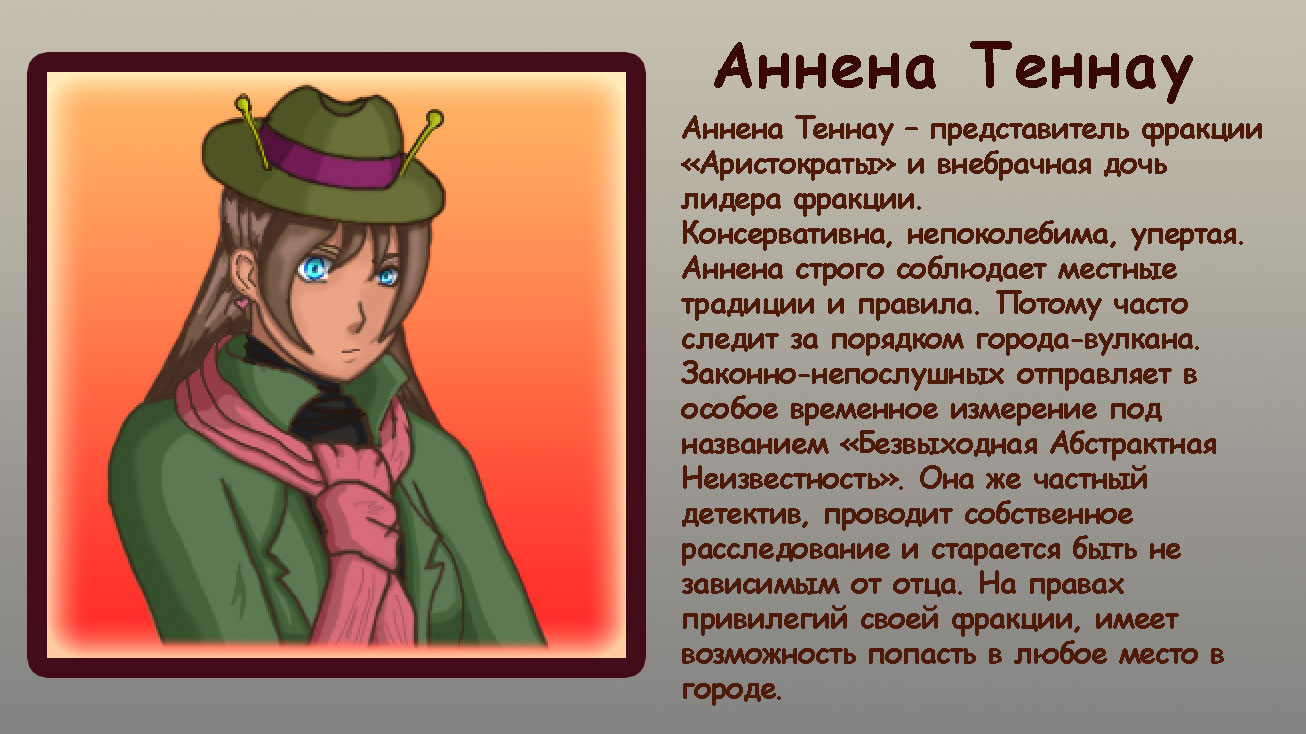 Аннена Теннау
Аннена Теннау – представитель фракции
«Аристократы» и внебрачная дочь
лидера фракции.
Консервативна, непоколебима, упертая.
Аннена строго соблюдает местные
традиции и правила. Потому часто
следит за порядком города-вулкана.
Законно-непослушных отправляет в
особое временное измерение под
названием «Безвыходная Абстрактная
Неизвестность». Она же частный
детектив, проводит собственное
расследование и старается быть не
зависимым от отца. На правах
привилегий своей фракции, имеет
возможность попасть в любое место в
городе.